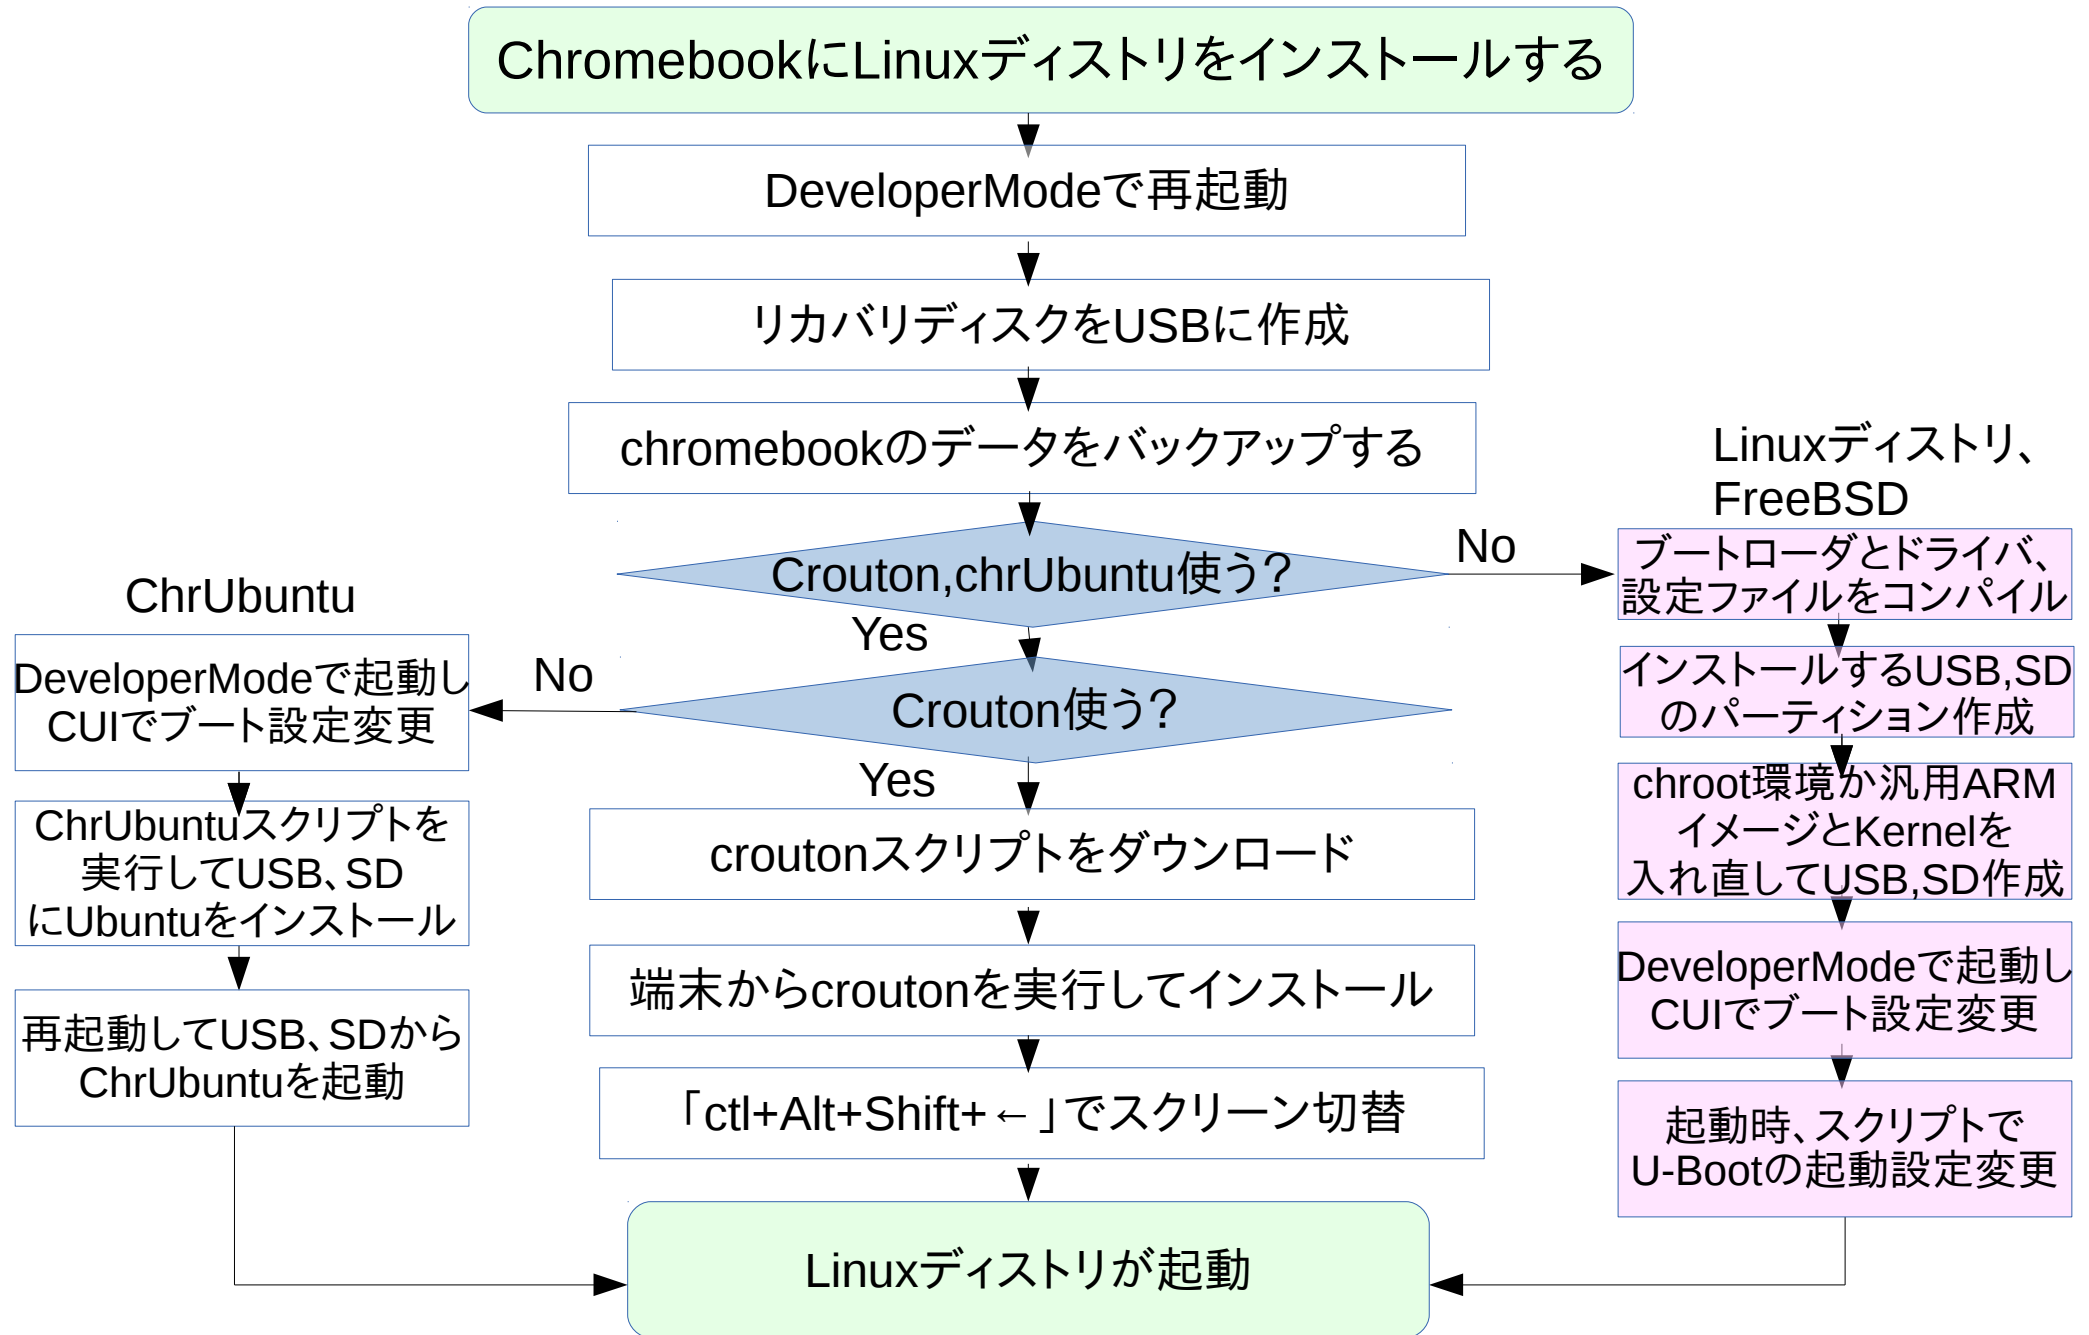 ChromebookにLinuxディストリをインストールする
DeveloperModeで再起動
リカバリディスクをUSBに作成
chromebookのデータをバックアップする
Crouton,chrUbuntu使う？
No
Yes
Crouton使う？
No
Yes
croutonスクリプトをダウンロード
端末からcroutonを実行してインストール
「ctl+Alt+Shift+←」でスクリーン切替
ChrUbuntu
DeveloperModeで起動し
CUIでブート設定変更
ChrUbuntuスクリプトを
実行してUSB、SD
にUbuntuをインストール
再起動してUSB、SDから
ChrUbuntuを起動
Linuxディストリ、
FreeBSD
ブートローダとドライバ、
設定ファイルをコンパイル
インストールするUSB,SD
のパーティション作成
chroot環境か汎用ARM
イメージとKernelを
入れ直してUSB,SD作成
DeveloperModeで起動し
CUIでブート設定変更
起動時、スクリプトで
U-Bootの起動設定変更
Linuxディストリが起動